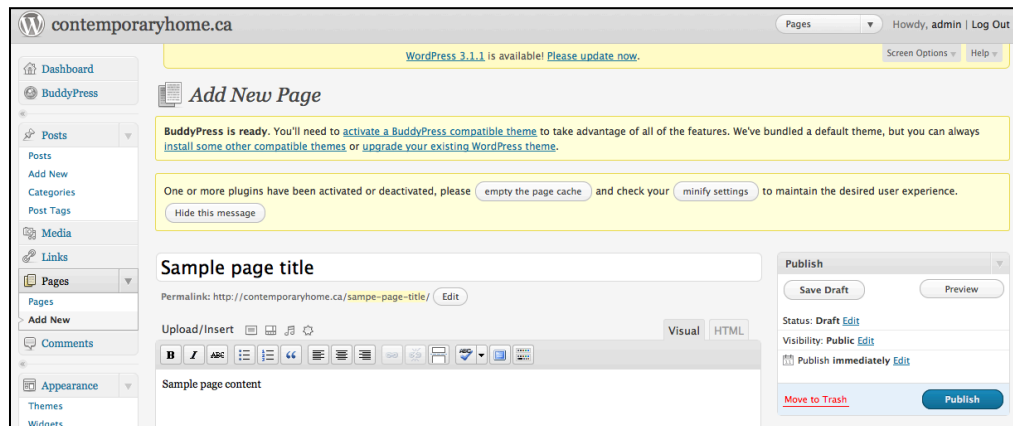 contemporaryhome.ca
Pages
Howdy, admin | Log Out
WordPress 3.1.1 is available! Please update now.
Screen Options
Help
Dashboard
BuddyPress
Posts
Posts
Add New
Categories
Post Tags
Media
Links
Pages
Pages
Add New
Comments
Appearance
Themes
Widgets
Add New Page
BuddyPress is ready. You'll need to activate a BuddyPress compatible theme to take advantage of all of the features. We've bundled a default theme, but you can always
install some other compatible themes or upgrade your existing WordPress theme.
One or more plugins have been activated or deactivated, please empty the page cache and check your minify settings to maintain the desired user experience.
Hide this message
Sample page title
Permalink: http://contemporaryhome.ca/sampe-page-title/ Edit
Upload/Insert
Visual HTML
B I ABC
ABC
Sample page content
Publish
Save Draft
Preview
Status: Draft Edit
Visibility: Public Edit
Publish immediately Edit
Move to Trash
Publish